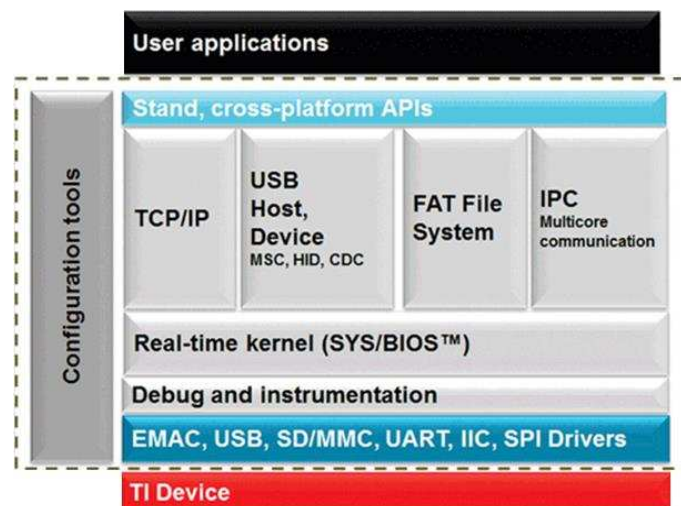 User applications
Configuration tools
Stand, cross-platform APIs
TCP/IP
USB
Host,
Device
MSC, HID, CDC
FAT File
System
IPC
Multicore
communication
Real-time kernel (SYS/BIOS™)
Debug and instrumentation
EMAC, USB, SD/MMC, UART, IIC, SPI Drivers
TI Device